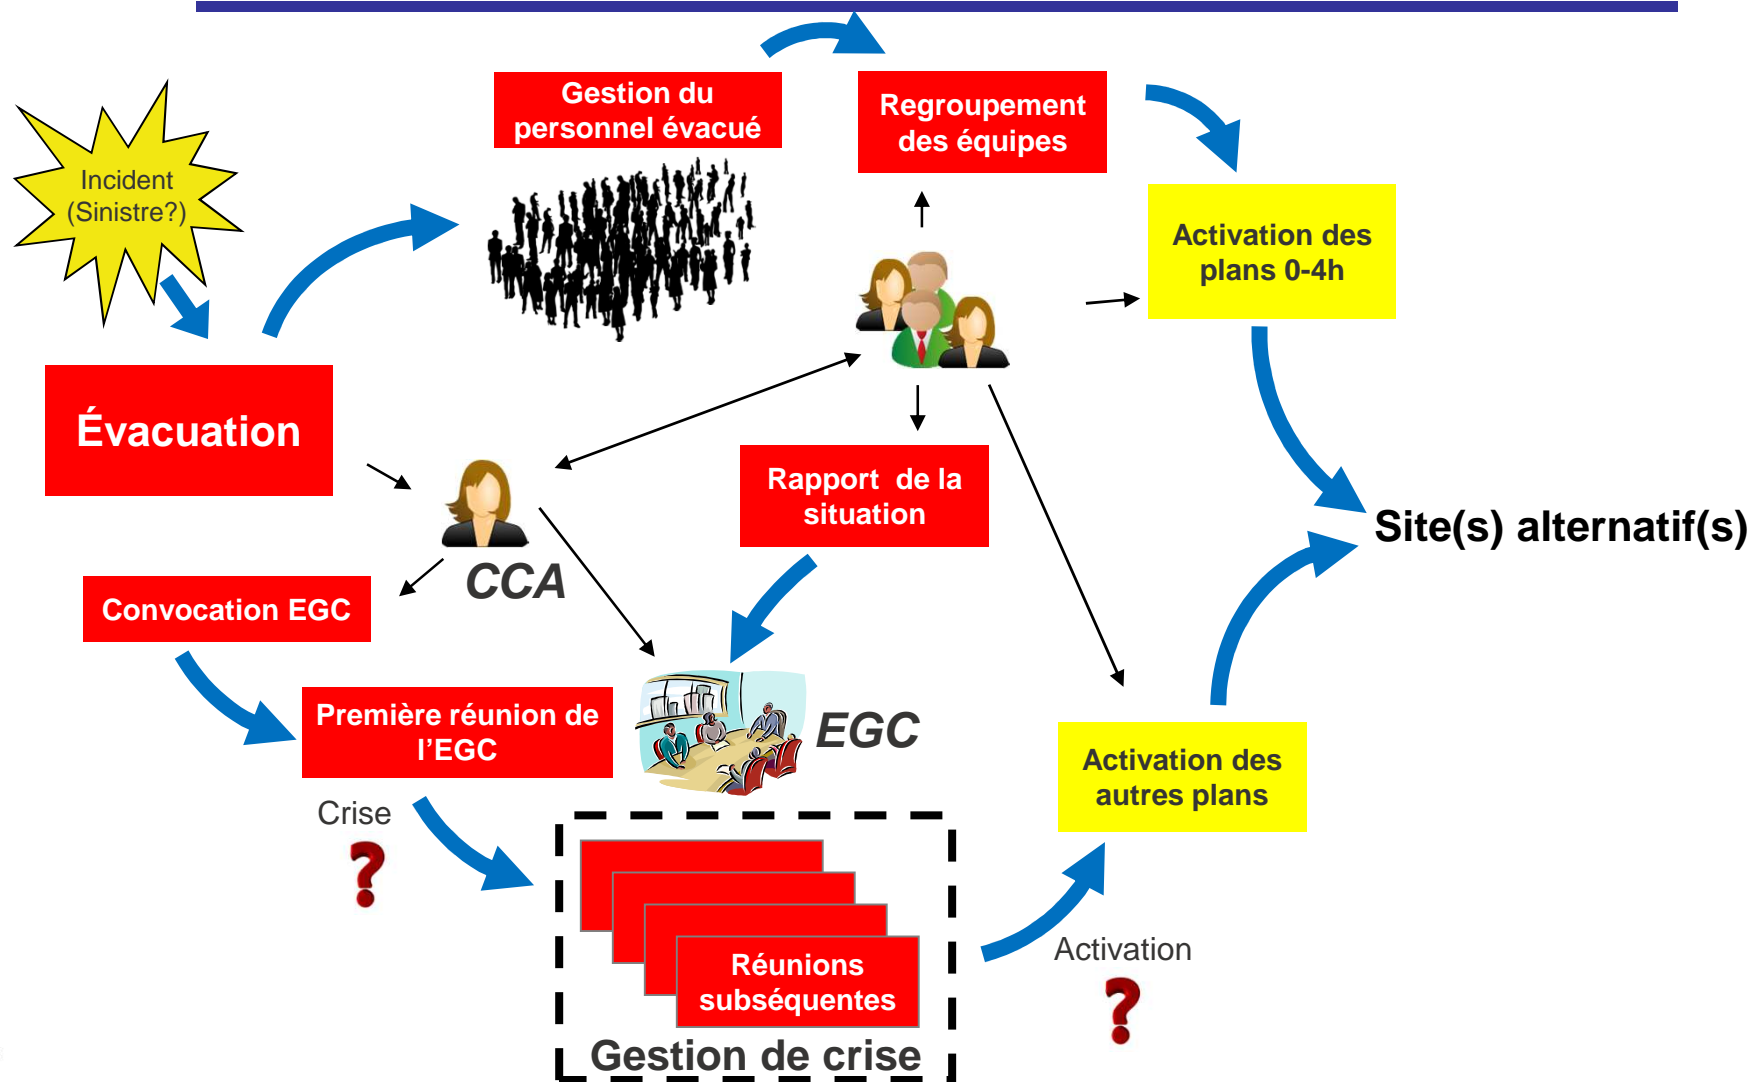 Gestion du
personnel évacué
Regroupement
des équipes
Incident
(Sinistre?)
Activation des
plans 0-4h
Évacuation
Rapport de la
situation
Site(s) alternatif(s)
CCA
Convocation EGC
Première réunion de
l’EGC
EGC
Activation des
autres plans
Crise
?
Activation
?
Réunions
subséquentes
Gestion de crise